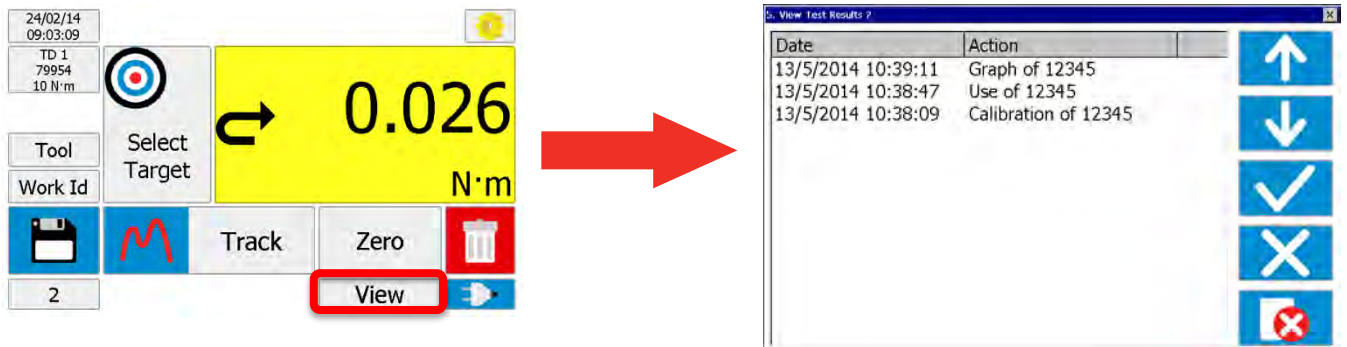 24/02/14
09:03:09
TD 1
79954
10 N·m
Select
Target
0.026
N·m
Tool
Work Id
Track
Zero
2
View
5. View Test Results ?
Date Action
13/5/2014 10:39:11 Graph of 12345
13/5/2014 10:38:47 Use of 12345
13/5/2014 10:38:09 Calibration of 12345